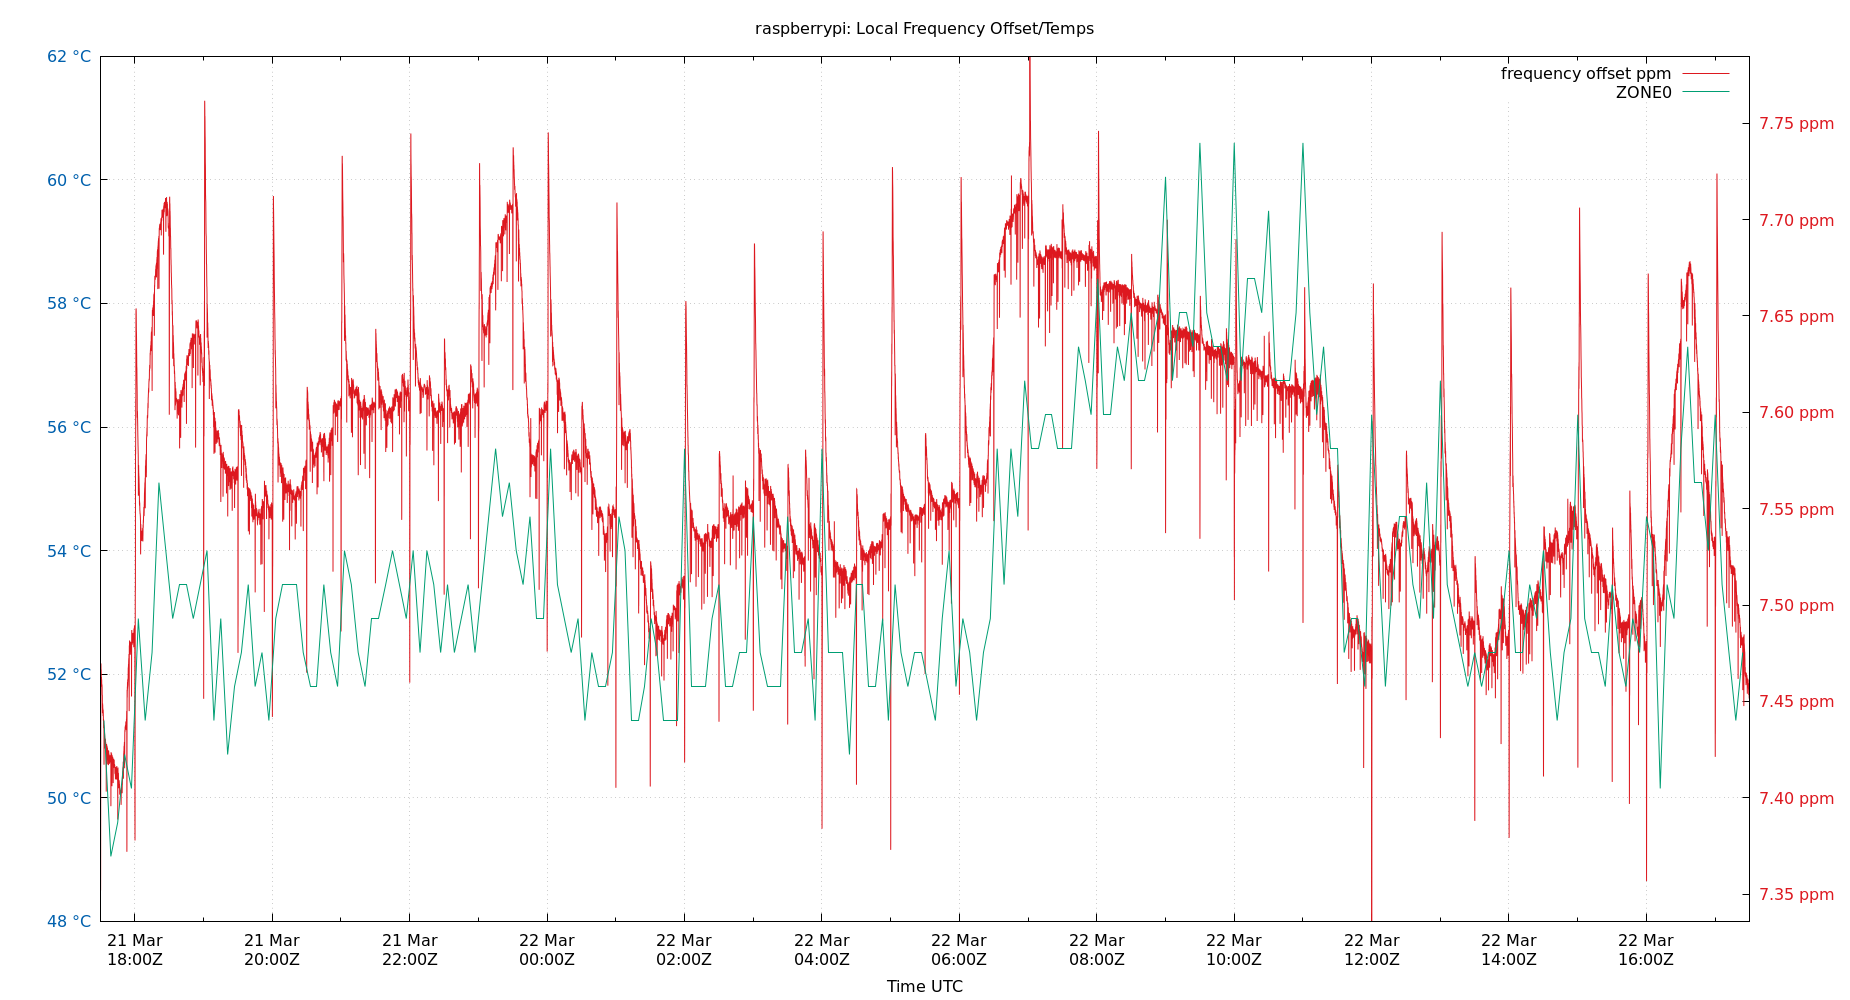 raspberrypi: Local Frequency Offset/Temps
62 °C
60 °C
58 °C
56 °C
54 °C
52 °C
50 °C
48 °C
frequency offset ppm
ZONE0
7.75 ppm
7.70 ppm
7.65 ppm
7.60 ppm
7.55 ppm
7.50 ppm
7.45 ppm
7.40 ppm
7.35 ppm
21 Mar 21 Mar 21 Mar 22 Mar 22 Mar 22 Mar 22 Mar 22 Mar 22 Mar 22 Mar 22 Mar 22 Mar
18:00Z 20:00Z 22:00Z 00:00Z 02:00Z 04:00Z 06:00Z 08:00Z 10:00Z 12:00Z 14:00Z 16:00Z
Time UTC